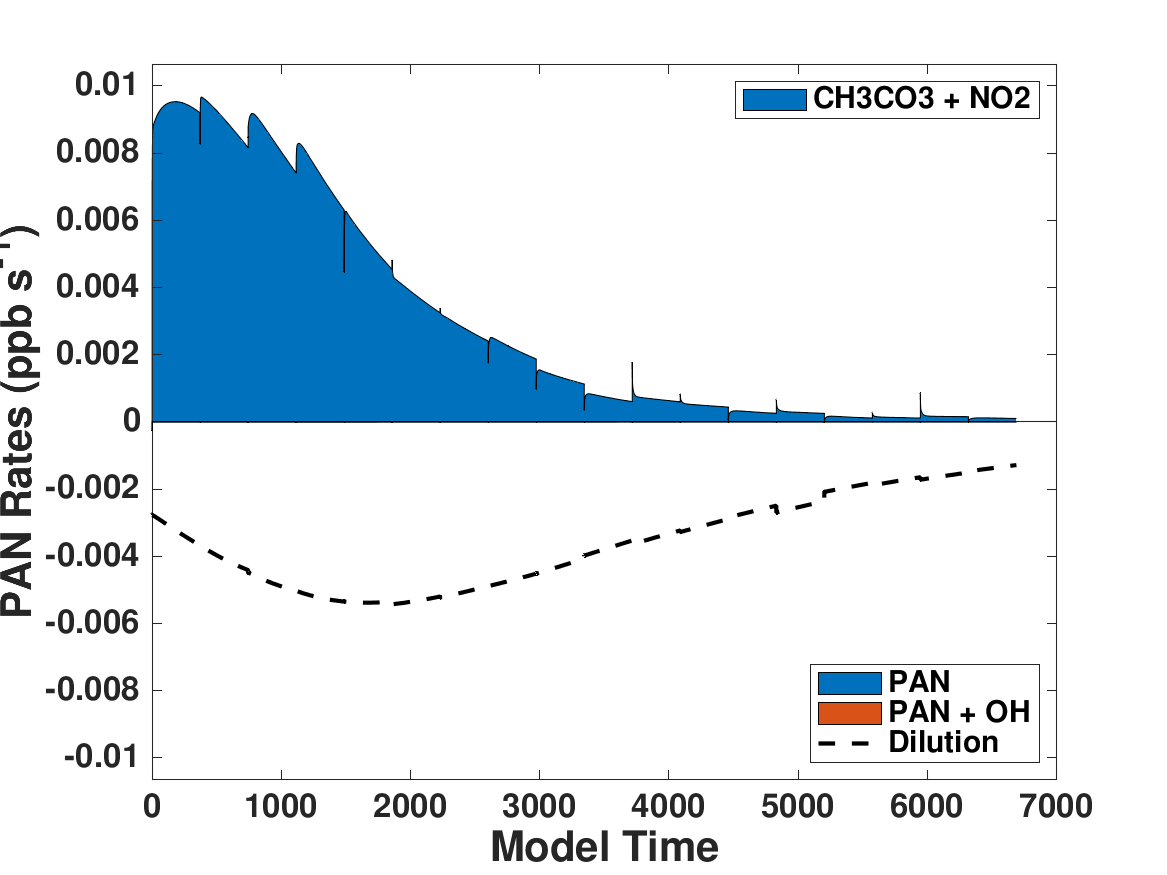 CH3CO3 + NO2
0.01
0.008
0.006
0.004
0.002
0
-0.002
-0.004
-0.006
-0.008
-0.01
PAN Rates (ppb s⁻¹)
PAN
PAN + OH
Dilution
0 1000 2000 3000 4000 5000 6000 7000
Model Time